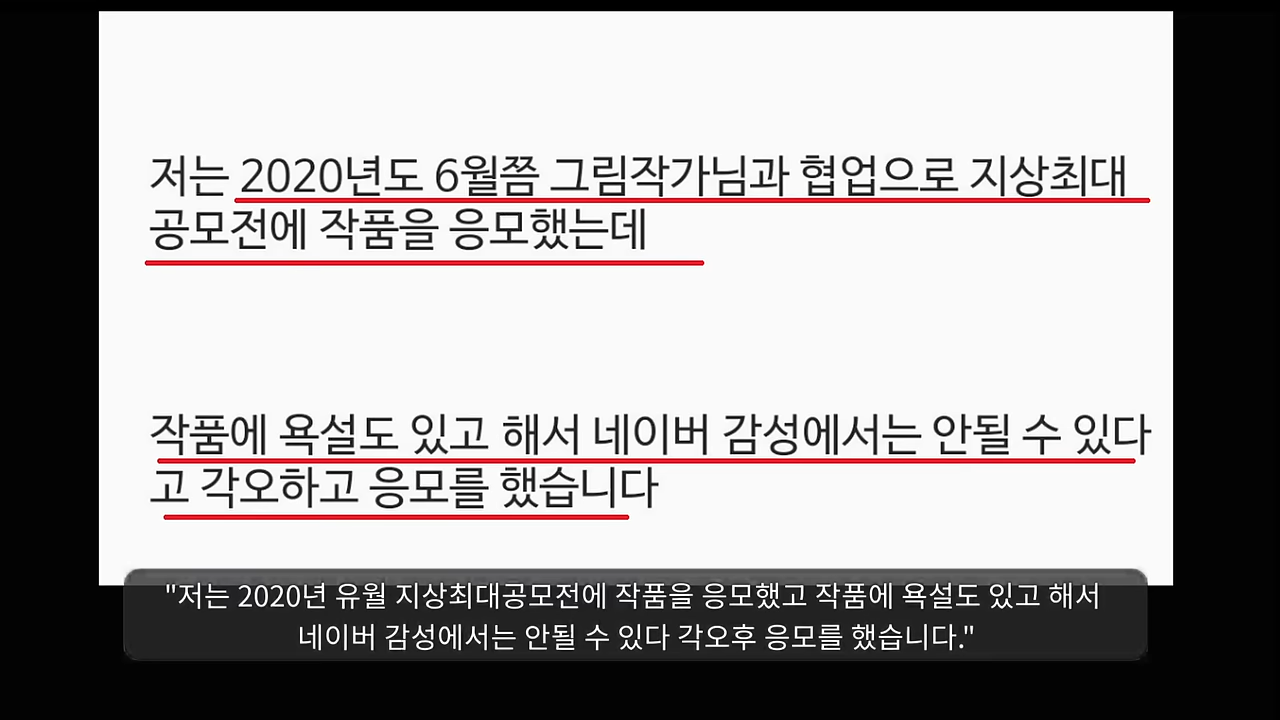 저는 2020년도 6월쯤 그림작가님과 협업으로 지상최대
공모전에 작품을 응모했는데
작품에 욕설도 있고 해서 네이버 감성에서는 안될 수 있다
고 각오하고 응모를 했습니다
"저는 2020년 유월 지상최대공모전에 작품을 응모했고 작품에 욕설도 있고 해서
네이버 감성에서는 안될 수 있다 각오후 응모를 했습니다."